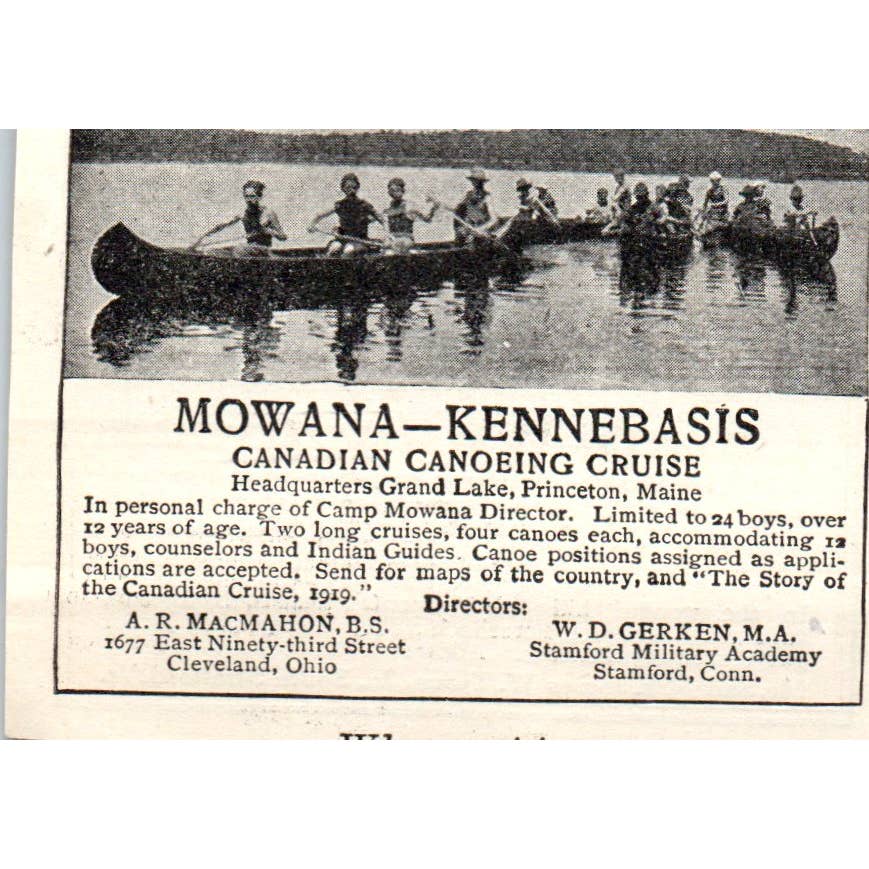 MOWANA—KENNEBASIS
CANADIAN CANOEING CRUISE
Headquarters Grand Lake, Princeton, Maine
In personal charge of Camp Mowana Director. Limited to 24 boys, over
12 years of age. Two long cruises, four canoes each, accommodating 12
boys, counselors and Indian Guides. Canoe positions assigned as appli-
cations are accepted. Send for maps of the country, and "The Story of
the Canadian Cruise, 1919."
Directors:
A. R. MACMAHON, B.S.
1677 East Ninety-third Street
Cleveland, Ohio
W. D. GERKEN, M.A.
Stamford Military Academy
Stamford, Conn.